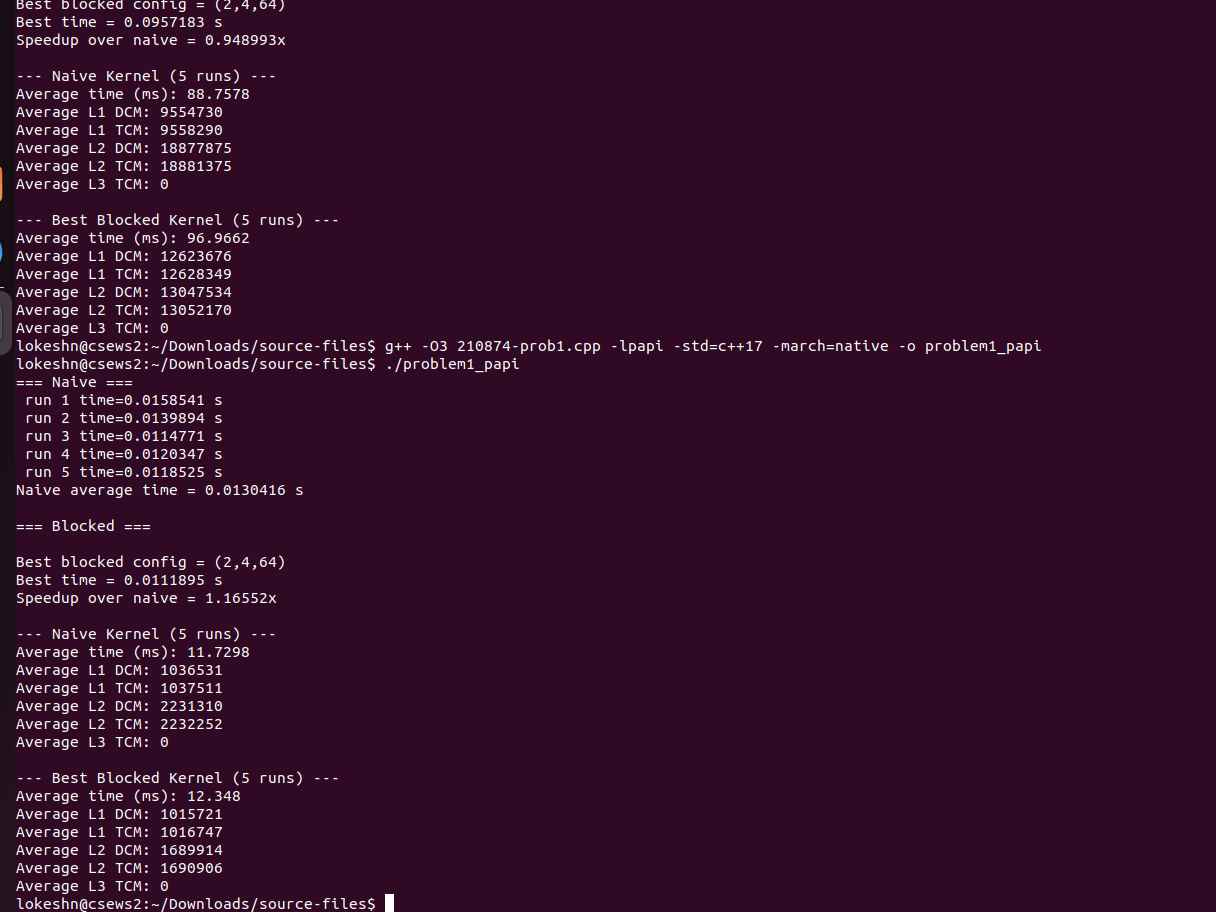 Best blocked config = (2,4,64)
Best time = 0.0957183 s
Speedup over naive = 0.948993x
--- Naive Kernel (5 runs) ---
Average time (ms): 88.7578
Average L1 DCM: 9554730
Average L1 TCM: 9558290
Average L2 DCM: 18877875
Average L2 TCM: 18881375
Average L3 TCM: 0
--- Best Blocked Kernel (5 runs) ---
Average time (ms): 96.9662
Average L1 DCM: 12623676
Average L1 TCM: 12628349
Average L2 DCM: 13047534
Average L2 TCM: 13052170
Average L3 TCM: 0
lokeshn@csews2:~/Downloads/source-files$ g++ -O3 210874-prob1.cpp -lpapi -std=c++17 -march=native -o problem1_papi
lokeshn@csews2:~/Downloads/source-files$ ./problem1_papi
=== Naive ===
run 1 time=0.0158541 s
run 2 time=0.0139894 s
run 3 time=0.0114771 s
run 4 time=0.0120347 s
run 5 time=0.0118525 s
Naive average time = 0.0130416 s
=== Blocked ===
Best blocked config = (2,4,64)
Best time = 0.0111895 s
Speedup over naive = 1.16552x
--- Naive Kernel (5 runs) ---
Average time (ms): 11.7298
Average L1 DCM: 1036531
Average L1 TCM: 1037511
Average L2 DCM: 2231310
Average L2 TCM: 2232252
Average L3 TCM: 0
--- Best Blocked Kernel (5 runs) ---
Average time (ms): 12.348
Average L1 DCM: 1015721
Average L1 TCM: 1016747
Average L2 DCM: 1689914
Average L2 TCM: 1690906
Average L3 TCM: 0
lokeshn@csews2:~/Downloads/source-files$